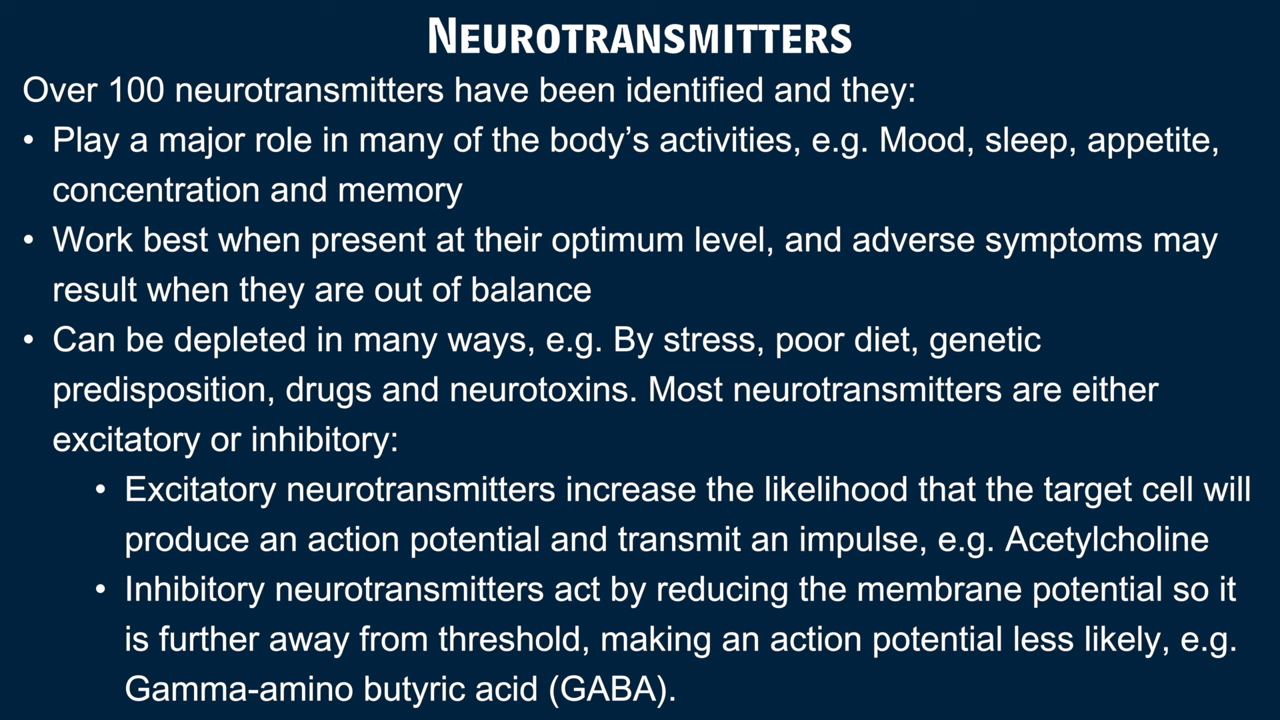 NEUROTRANSMITTERS
Over 100 neurotransmitters have been identified and they:
• Play a major role in many of the body’s activities, e.g. Mood, sleep, appetite,
concentration and memory
• Work best when present at their optimum level, and adverse symptoms may
result when they are out of balance
• Can be depleted in many ways, e.g. By stress, poor diet, genetic
predisposition, drugs and neurotoxins. Most neurotransmitters are either
excitatory or inhibitory:
• Excitatory neurotransmitters increase the likelihood that the target cell will
produce an action potential and transmit an impulse, e.g. Acetylcholine
• Inhibitory neurotransmitters act by reducing the membrane potential so it
is further away from threshold, making an action potential less likely, e.g.
Gamma-amino butyric acid (GABA).